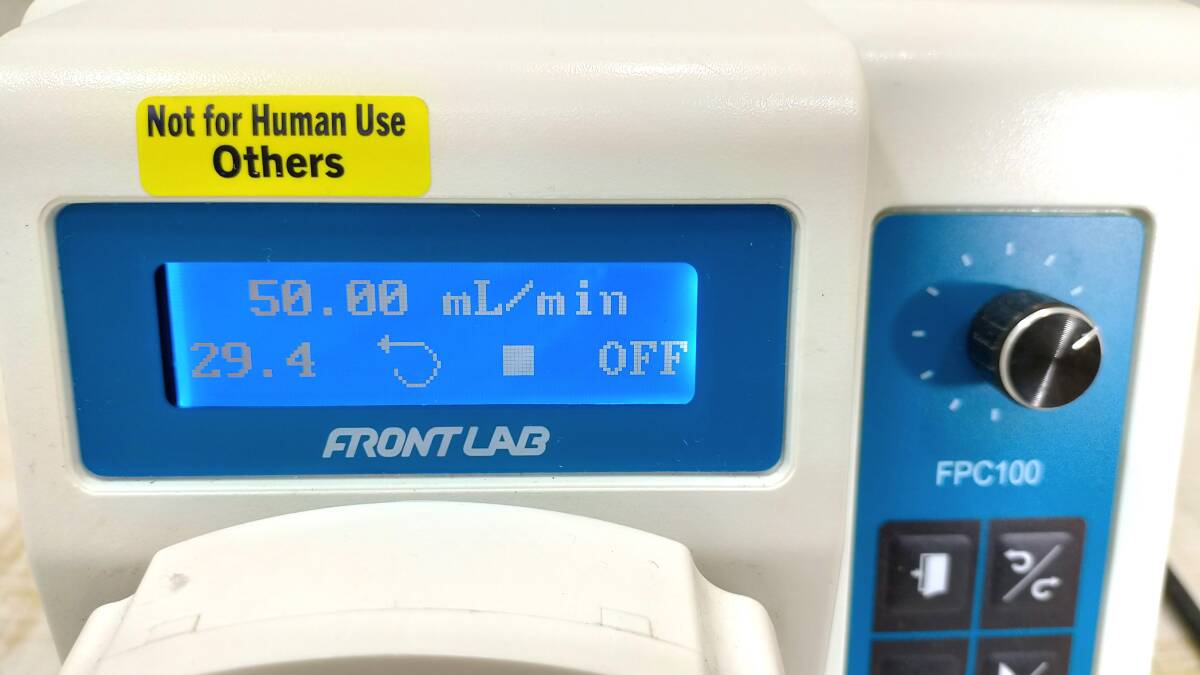 Not for Human Use
Others
50.00 mL/min
29.4 OFF
FRONT LAB
FPC100